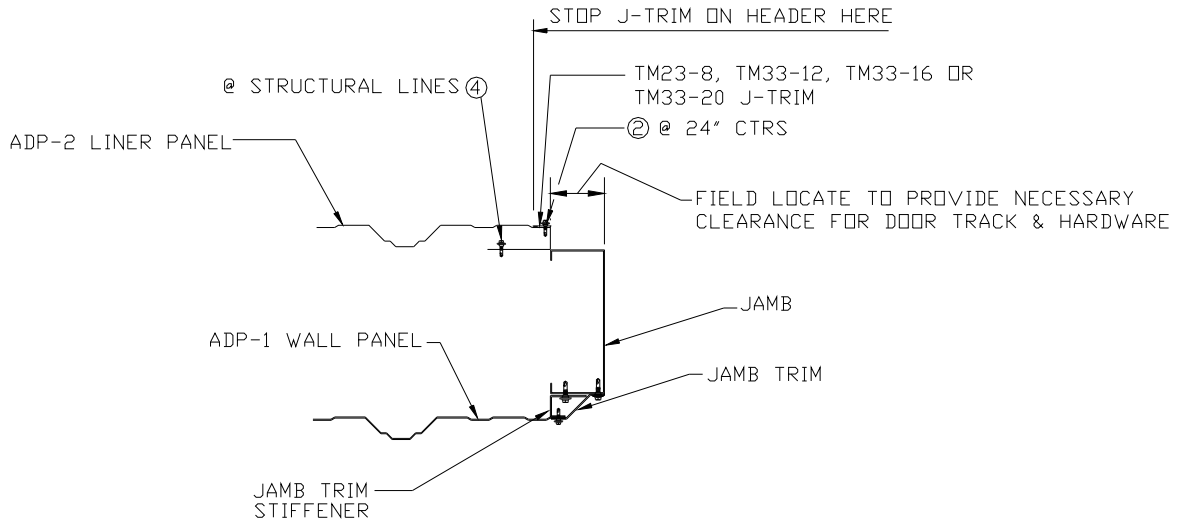 STOP J-TRIM ON HEADER HERE
TM23-8, TM33-12, TM33-16 OR
TM33-20 J-TRIM
@ STRUCTURAL LINES 4
2 @ 24" CTRS
ADP-2 LINER PANEL
FIELD LOCATE TO PROVIDE NECESSARY
CLEARANCE FOR DOOR TRACK & HARDWARE
JAMB
ADP-1 WALL PANEL
JAMB TRIM
JAMB TRIM
STIFFENER